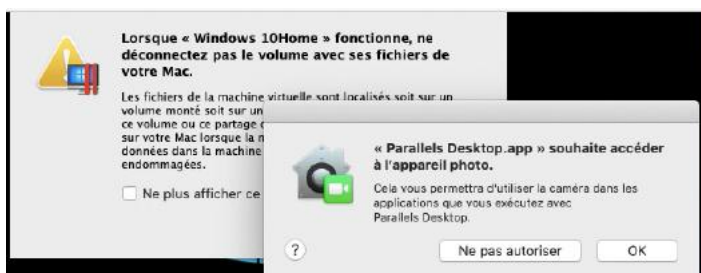 Lorsque « Windows 10Home » fonctionne, ne
déconnectez pas le volume avec ses fichiers de
votre Mac.
Les fichiers de la machine virtuelle sont localisés soit sur un
volume monté soit sur un
ce volume ou ce partage
sur votre Mac lorsque la
données dans la machine
endommagées.
Ne plus afficher ce
« Parallels Desktop.app » souhaite accéder
à l'appareil photo.
Cela vous permettra d'utiliser la caméra dans les
applications que vous exécutez avec
Parallels Desktop.
?
Ne pas autoriser
OK